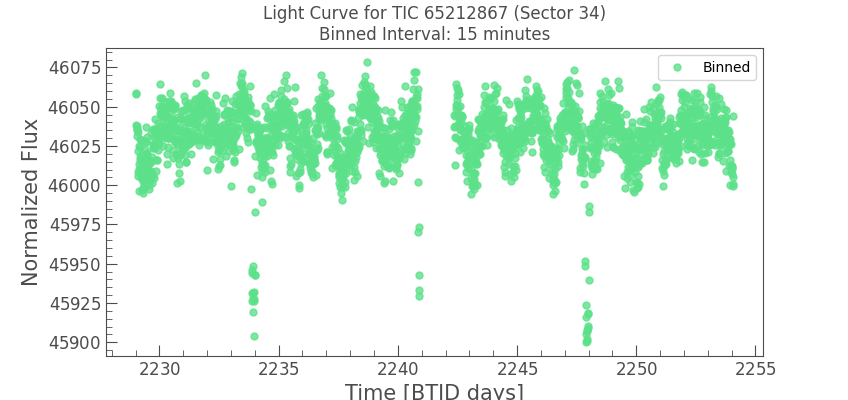 Light Curve for TIC 65212867 (Sector 34)
Binned Interval: 15 minutes
Normalized Flux
46075
46050
46025
46000
45975
45950
45925
45900
Binned
2230
2235
2240
2245
2250
2255
Time [BTJD days]